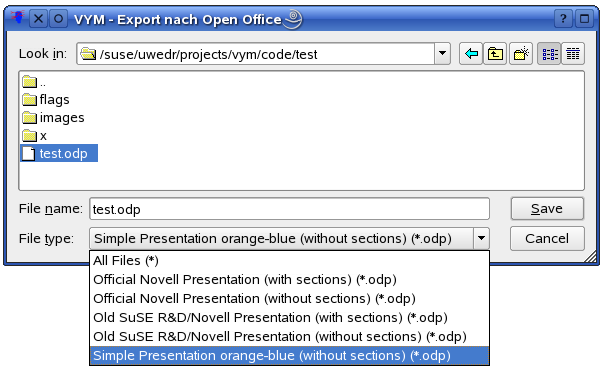 VYM - Export nach Open Office
?
Look in: /suse/uwedr/projects/vym/code/test
..
flags
images
x
test.odp
File name: test.odp Save
File type: Simple Presentation orange-blue (without sections) (*.odp) Cancel
All Files (*)
Official Novell Presentation (with sections) (*.odp)
Official Novell Presentation (without sections) (*.odp)
Old SuSE R&D/Novell Presentation (with sections) (*.odp)
Old SuSE R&D/Novell Presentation (without sections) (*.odp)
Simple Presentation orange-blue (without sections) (*.odp)